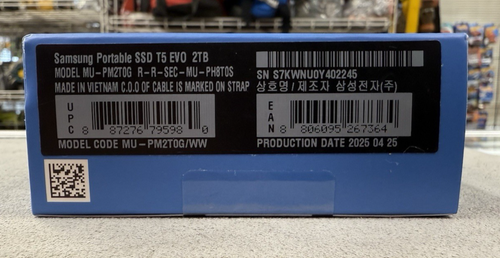 Samsung Portable SSD T5 EVO 2TB
MODEL MU-PM2T0G R-R-SEC-MU-PH8T0S
MADE IN VIETNAM C.O.O OF CABLE IS MARKED ON STRAP
SN S7KWNU0Y402245
상호명/제조자 삼성전자(주)
UPC
8 87276 79598 0
EAN
8 806095 267364
MODEL CODE MU-PM2T0G/WW
PRODUCTION DATE 2025 04 25